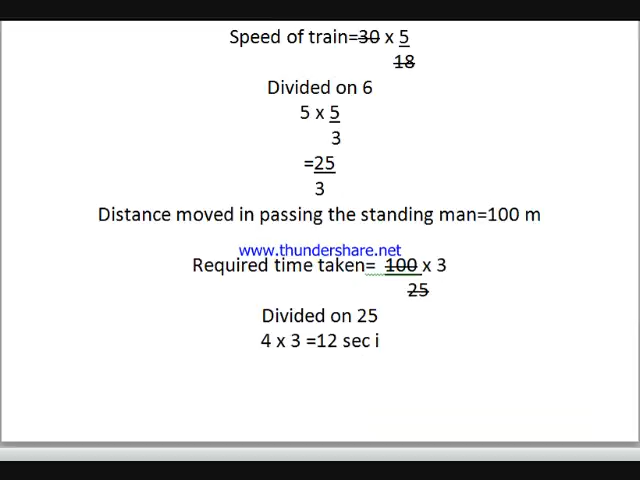 Speed of train=30 x 5
18
Divided on 6
5 x 5
3
=25
3
Distance moved in passing the standing man=100 m
www.thundershare.net
Required time taken= 100 x 3
25
Divided on 25
4 x 3 =12 sec i